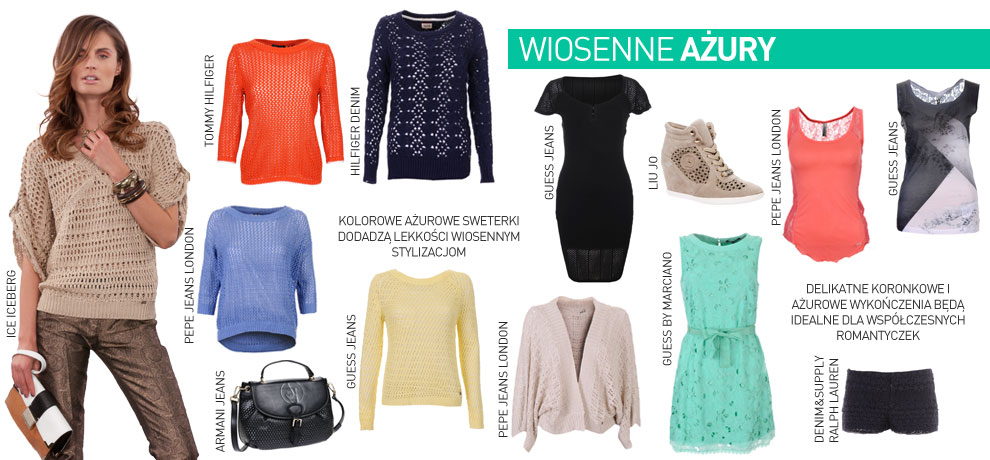 WIOSENNE AŻURY
ICE ICEBERG
TOMMY HILFIGER
HILFIGER DENIM
PEPE JEANS LONDON
KOLOROWE AŻUROWE SWETERKI
DODADZĄ LEKKOŚCI WIOSENNYM
STYLIZACJOM
ARMANI JEANS
GUESS JEANS
GUESS JEANS
LIU JO
PEPE JEANS LONDON
GUESS JEANS
PEPE JEANS LONDON
GUESS BY MARCIANO
DELIKATNE KORONKOWE I
AŻUROWE WYKOŃCZENIA BĘDĄ
IDEALNE DLA WSPÓŁCZESNYCH
ROMANTYCZEK
DENIM&SUPPLY
RALPH LAUREN